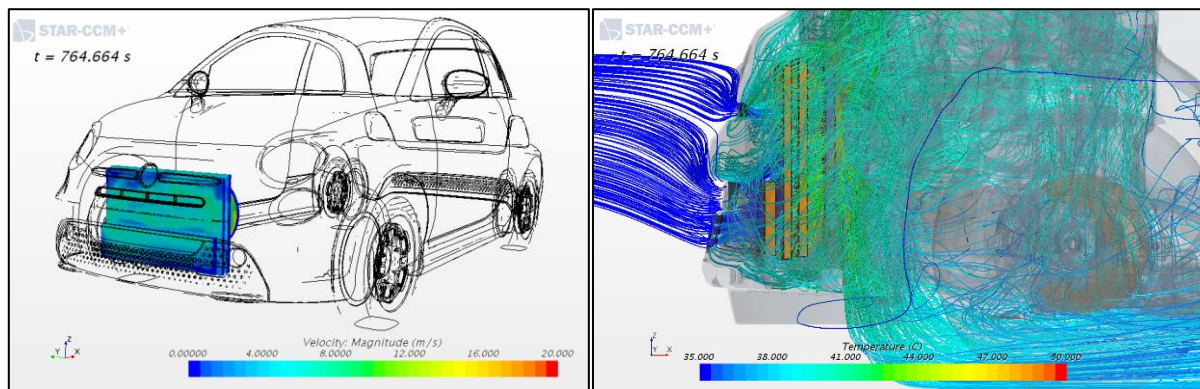 STAR-CCM+
t = 764.664 s
Z
Y X
Velocity: Magnitude (m/s)
0.00000 4.0000 8.0000 12.000 16.000 20.000
STAR-CCM+
t = 764.664 s
Z
Y X
Temperature (C)
35.000 38.000 41.000 44.000 47.000 50.000